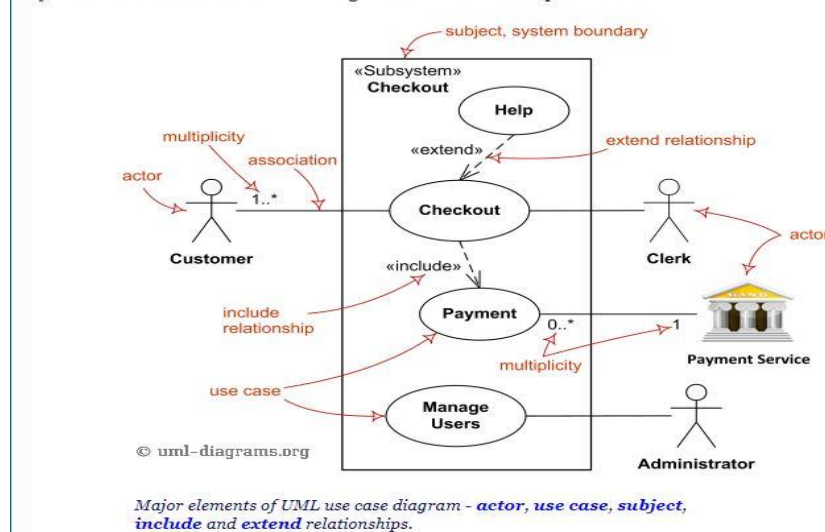 subject, system boundary
«Subsystem»
Checkout
Help
multiplicity
«extend»
extend relationship
association
actor
1..*
Checkout
actor
Customer
Clerk
«include»
BANK
include
relationship
Payment
0..*
1
multiplicity
Payment Service
use case
Manage
Users
© uml-diagrams.org
Administrator
Major elements of UML use case diagram - actor, use case, subject,
include and extend relationships.